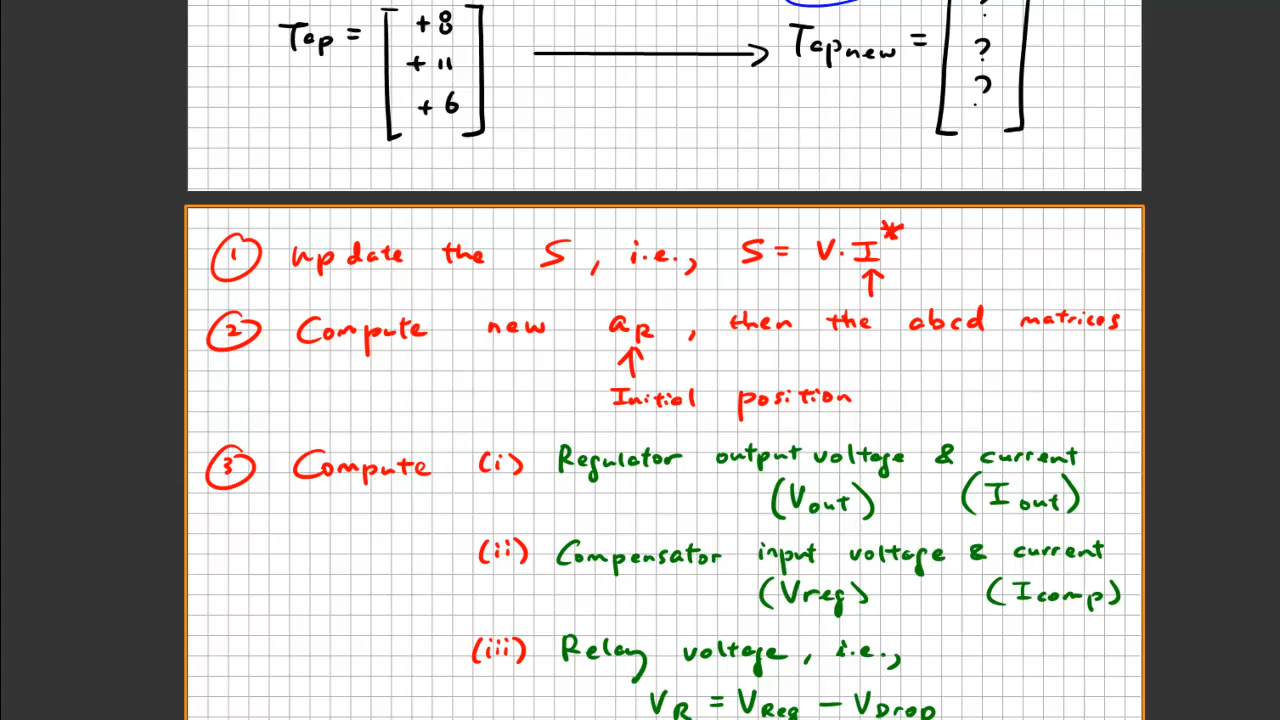 Tap = [ +8 +11 +6 ] → Tapnew = [ ? ? ? ]
① update the S, i.e., S = V.I*
② Compute new aR, then the abcd matrices
Initial position
③ Compute (i) Regulator output voltage & current
(Vout) (Iout)
(ii) Compensator input voltage & current
(Vreg) (Icomp)
(iii) Relay voltage, i.e.,
VR = VReg − VDrop